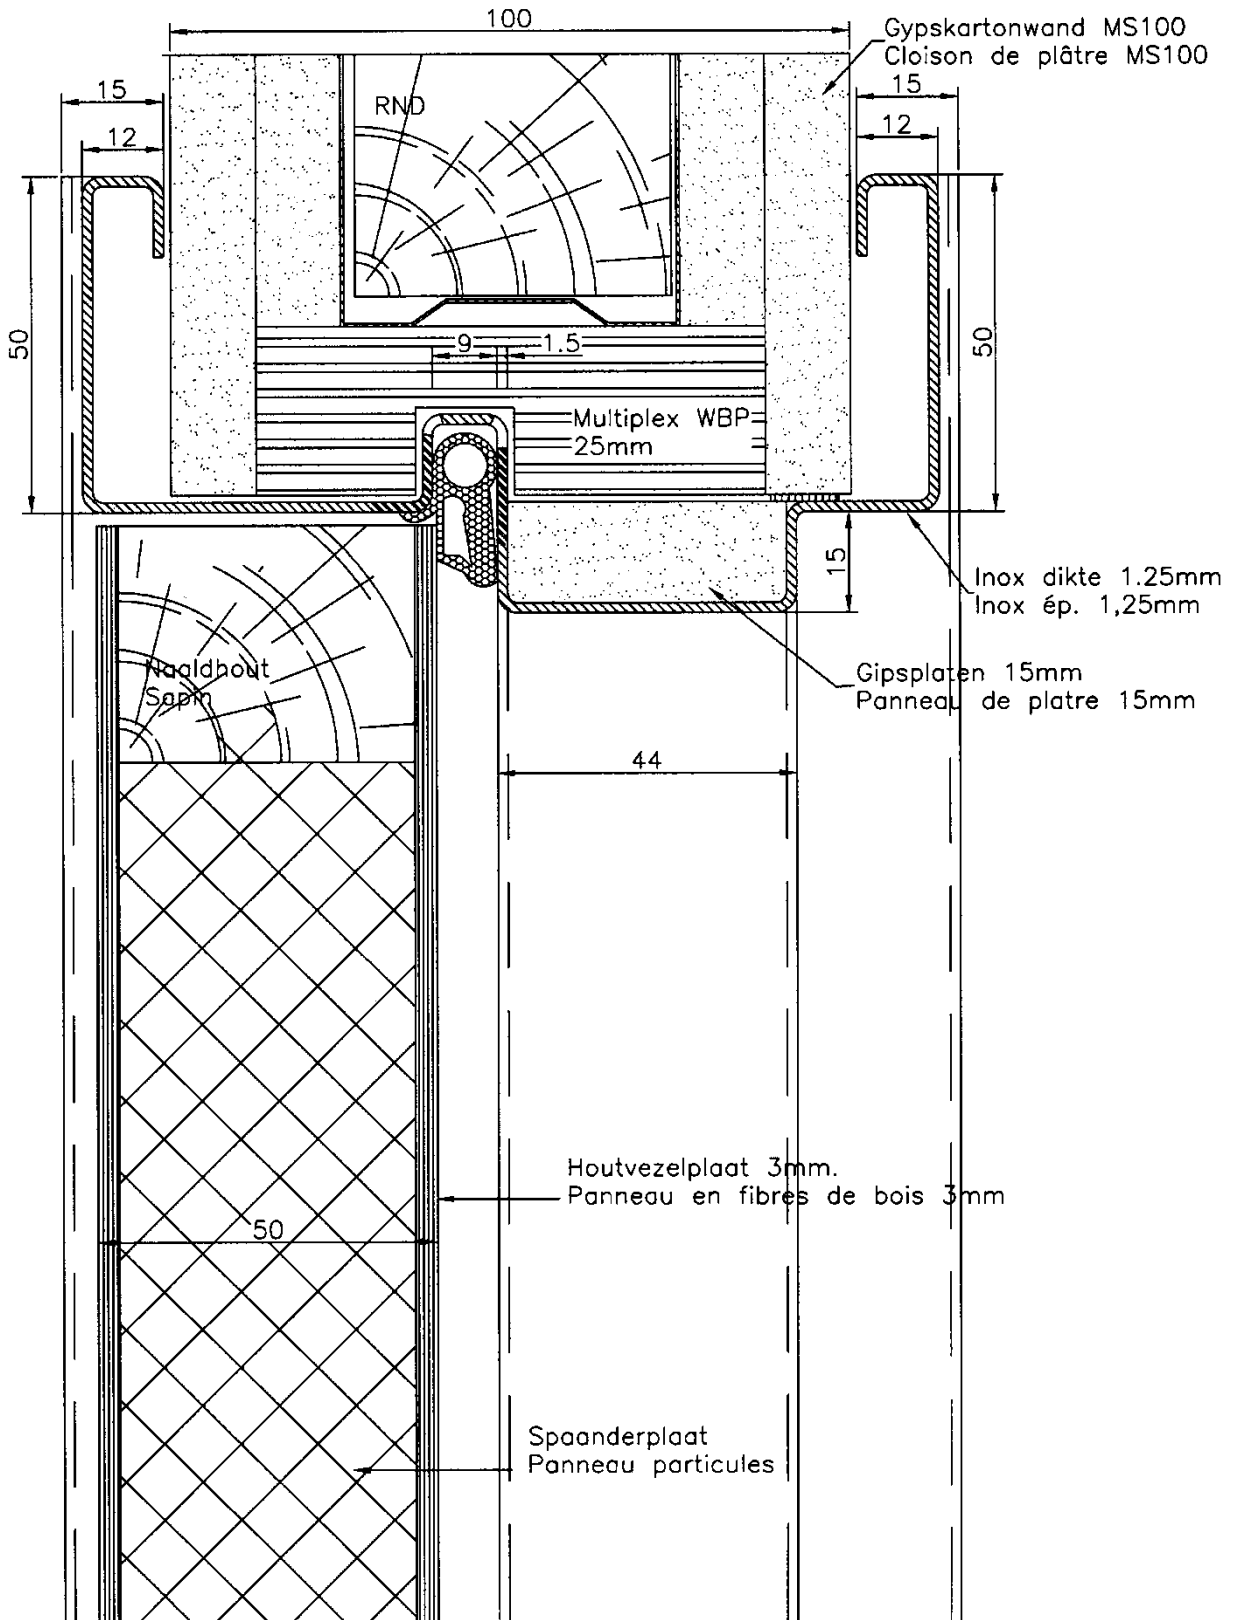 100
Gypskartonwand MS100
Cloison de plâtre MS100
15
15
12
12
RND
50
50
9
1.5
Multiplex WBP
25mm
15
Inox dikte 1.25mm
Inox ép. 1,25mm
Naaldhout
Sapin
Gipsplaten 15mm
Panneau de platre 15mm
44
Houtvezelplaat 3mm.
Panneau en fibres de bois 3mm
50
Spaanderplaat
Panneau particules